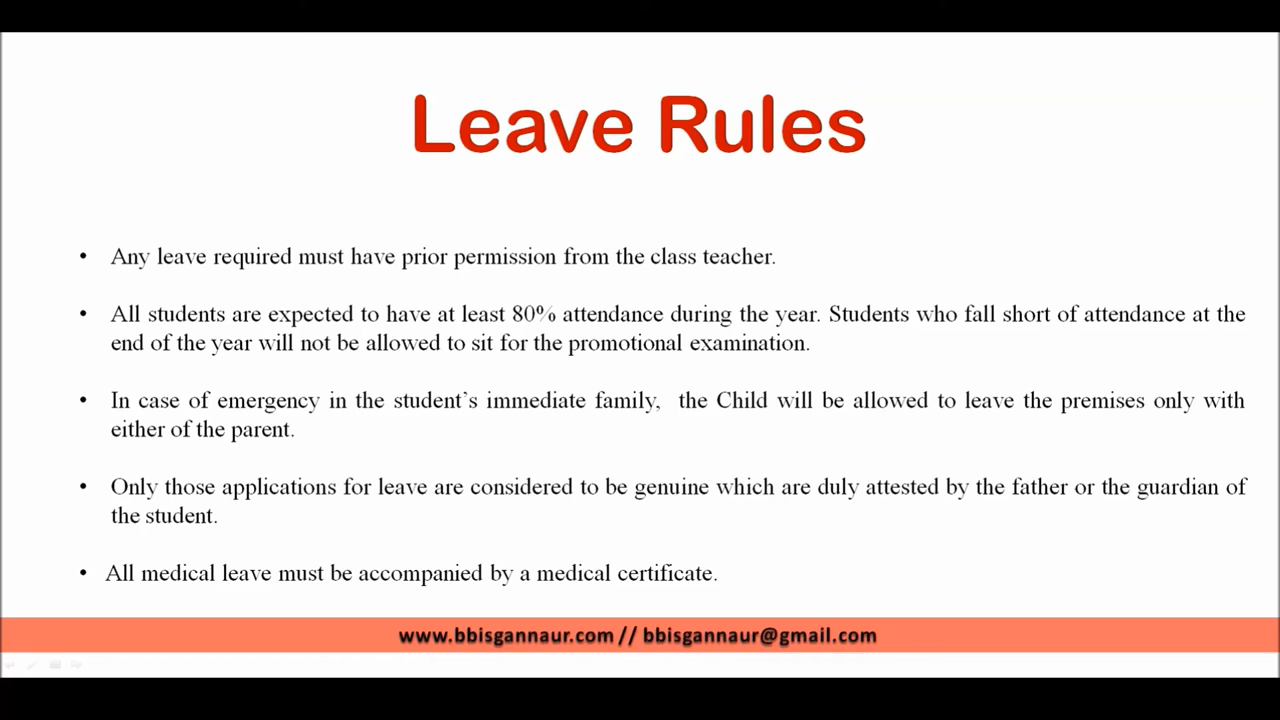 Leave Rules
• Any leave required must have prior permission from the class teacher.
• All students are expected to have at least 80% attendance during the year. Students who fall short of attendance at the
end of the year will not be allowed to sit for the promotional examination.
• In case of emergency in the student’s immediate family,  the Child will be allowed to leave the premises only with
either of the parent.
• Only those applications for leave are considered to be genuine which are duly attested by the father or the guardian of
the student.
• All medical leave must be accompanied by a medical certificate.
www.bbisgannaur.com // bbisgannaur@gmail.com